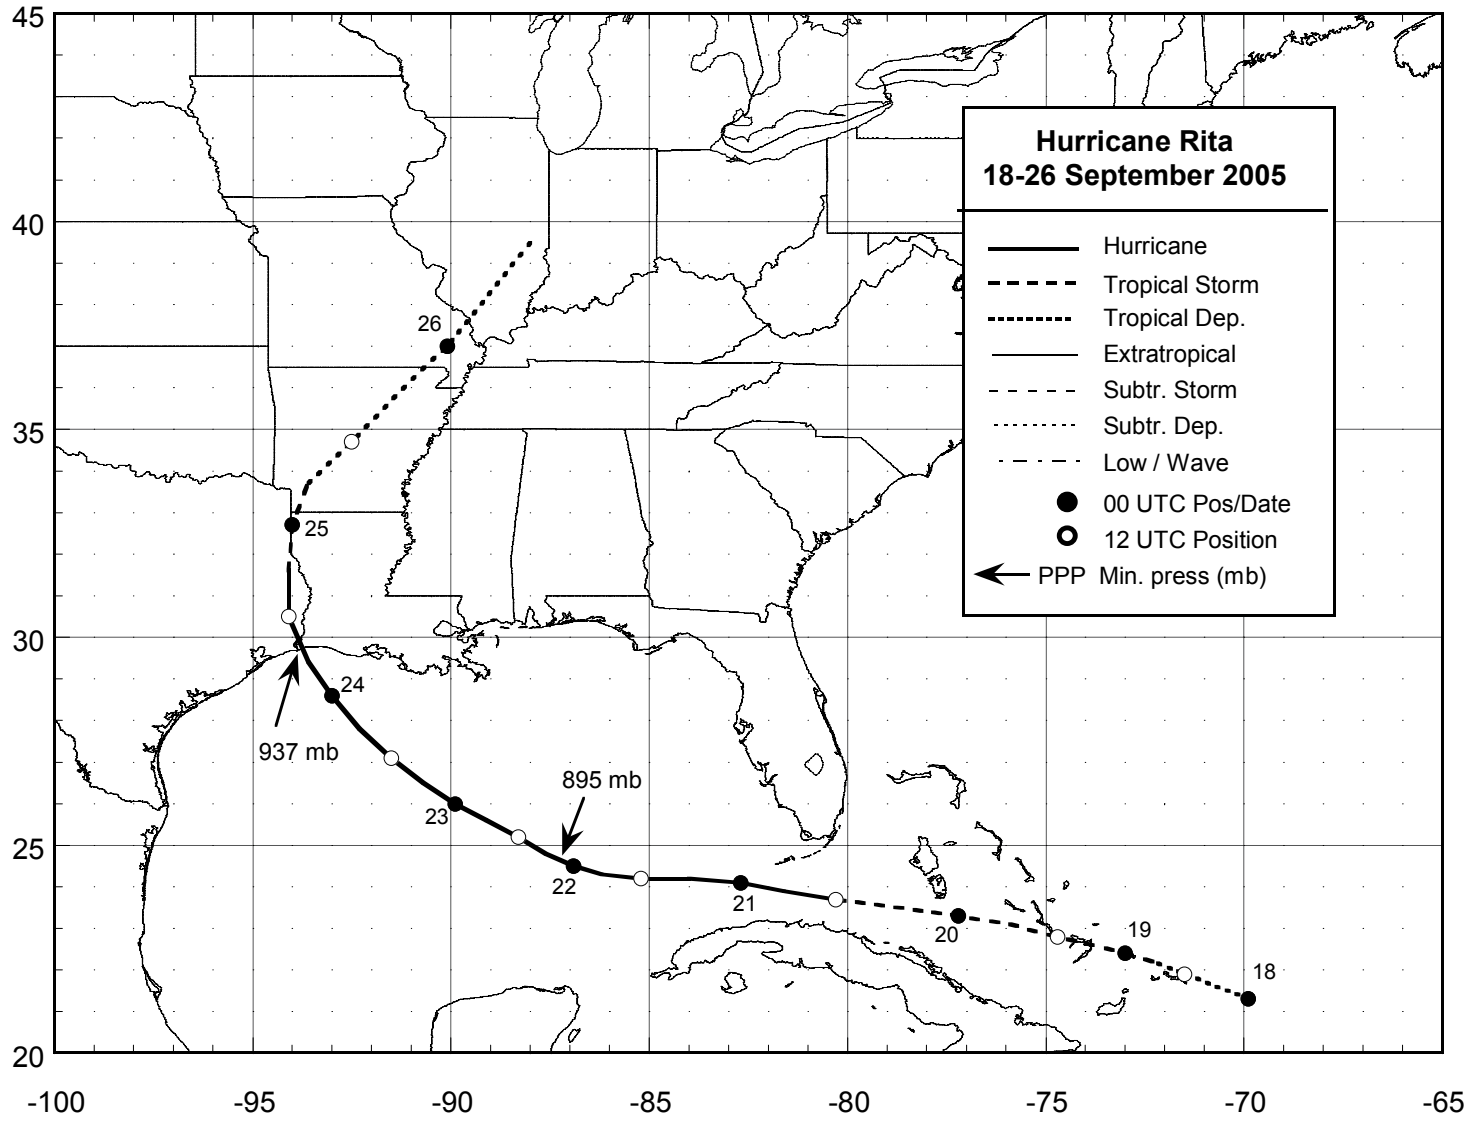 45
Hurricane Rita
18-26 September 2005
40
Hurricane
Tropical Storm
Tropical Dep.
26
Extratropical
Subtr. Storm
35
Subtr. Dep.
Low / Wave
00 UTC Pos/Date
25
12 UTC Position
PPP Min. press (mb)
30
24
937 mb
895 mb
23
25
22
21
20
19
18
20
-100
-95
-90
-85
-80
-75
-70
-65